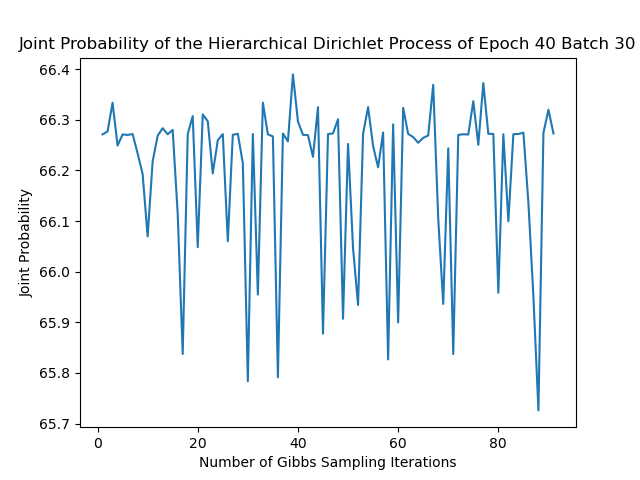 Joint Probability of the Hierarchical Dirichlet Process of Epoch 40 Batch 30
66.4
66.3
66.2
66.1
66.0
65.9
65.8
65.7
Joint Probability
0 20 40 60 80
Number of Gibbs Sampling Iterations